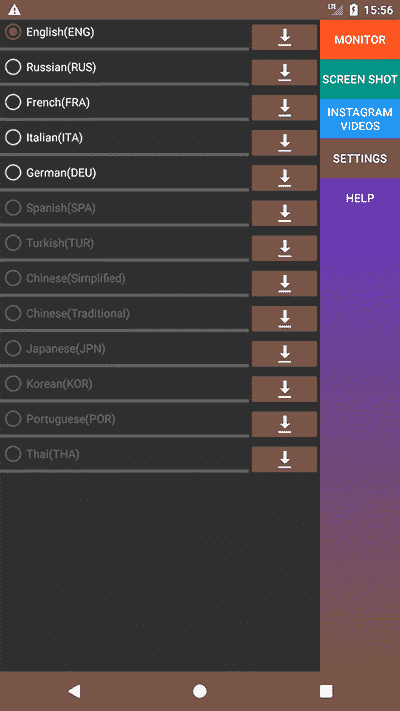 LTE 15:56
English(ENG)
Russian(RUS)
French(FRA)
Italian(ITA)
German(DEU)
Spanish(SPA)
Turkish(TUR)
Chinese(Simplified)
Chinese(Traditional)
Japanese(JPN)
Korean(KOR)
Portuguese(POR)
Thai(THA)
MONITOR
SCREEN SHOT
INSTAGRAM
VIDEOS
SETTINGS
HELP